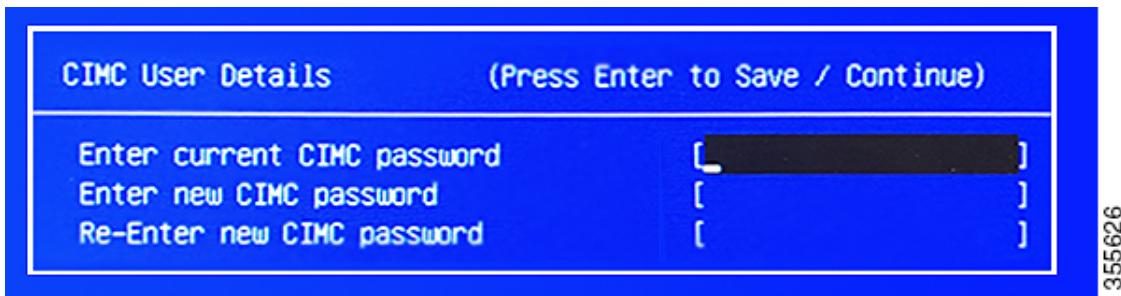 CIMC User Details (Press Enter to Save / Continue)
Enter current CIMC password [ ]
Enter new CIMC password [ ]
Re-Enter new CIMC password [ ]
355626